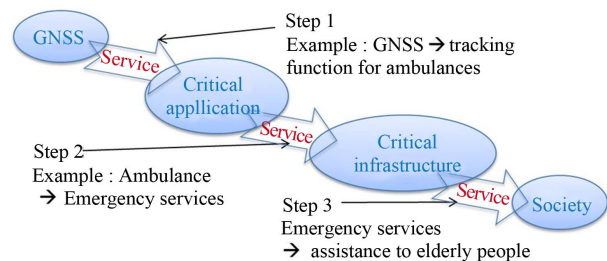 GNSS
Service
Step 1
Example : GNSS → tracking
function for ambulances
Critical
appllication
Service
Step 2
Example : Ambulance
→ Emergency services
Critical
infrastructure
Service
Step 3
Emergency services
→ assistance to elderly people
Society